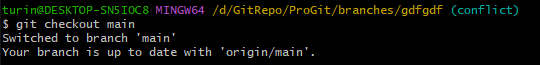 turin@DESKTOP-SN5IOC8 MINGW64 /d/GitRepo/ProGit/branches/gdfgdf (conflict)
$ git checkout main
Switched to branch 'main'
Your branch is up to date with 'origin/main'.